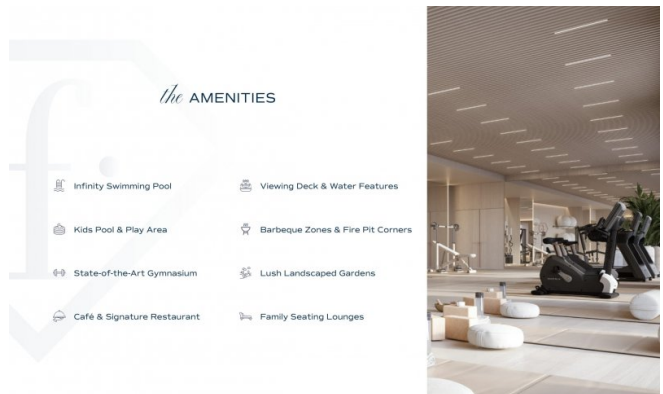 the AMENITIES
Infinity Swimming Pool
Kids Pool & Play Area
State-of-the-Art Gymnasium
Café & Signature Restaurant
Viewing Deck & Water Features
Barbeque Zones & Fire Pit Corners
Lush Landscaped Gardens
Family Seating Lounges